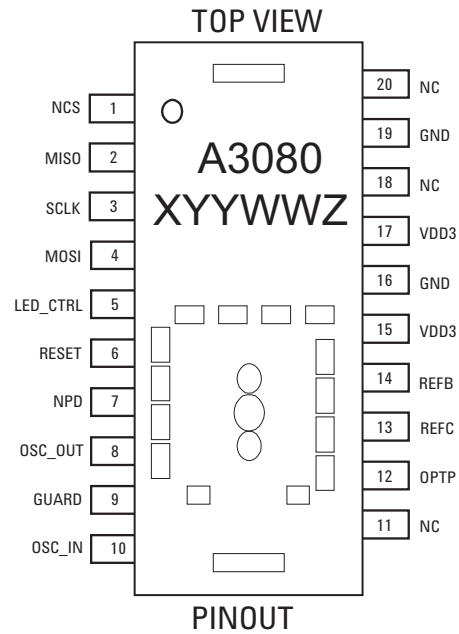 TOP VIEW
NCS 1
MISO 2
SCLK 3
MOSI 4
LED_CTRL 5
RESET 6
NPD 7
OSC_OUT 8
GUARD 9
OSC_IN 10
A3080
XYYWWZ
20 NC
19 GND
18 NC
17 VDD3
16 GND
15 VDD3
14 REFB
13 REFC
12 OPTP
11 NC
PINOUT